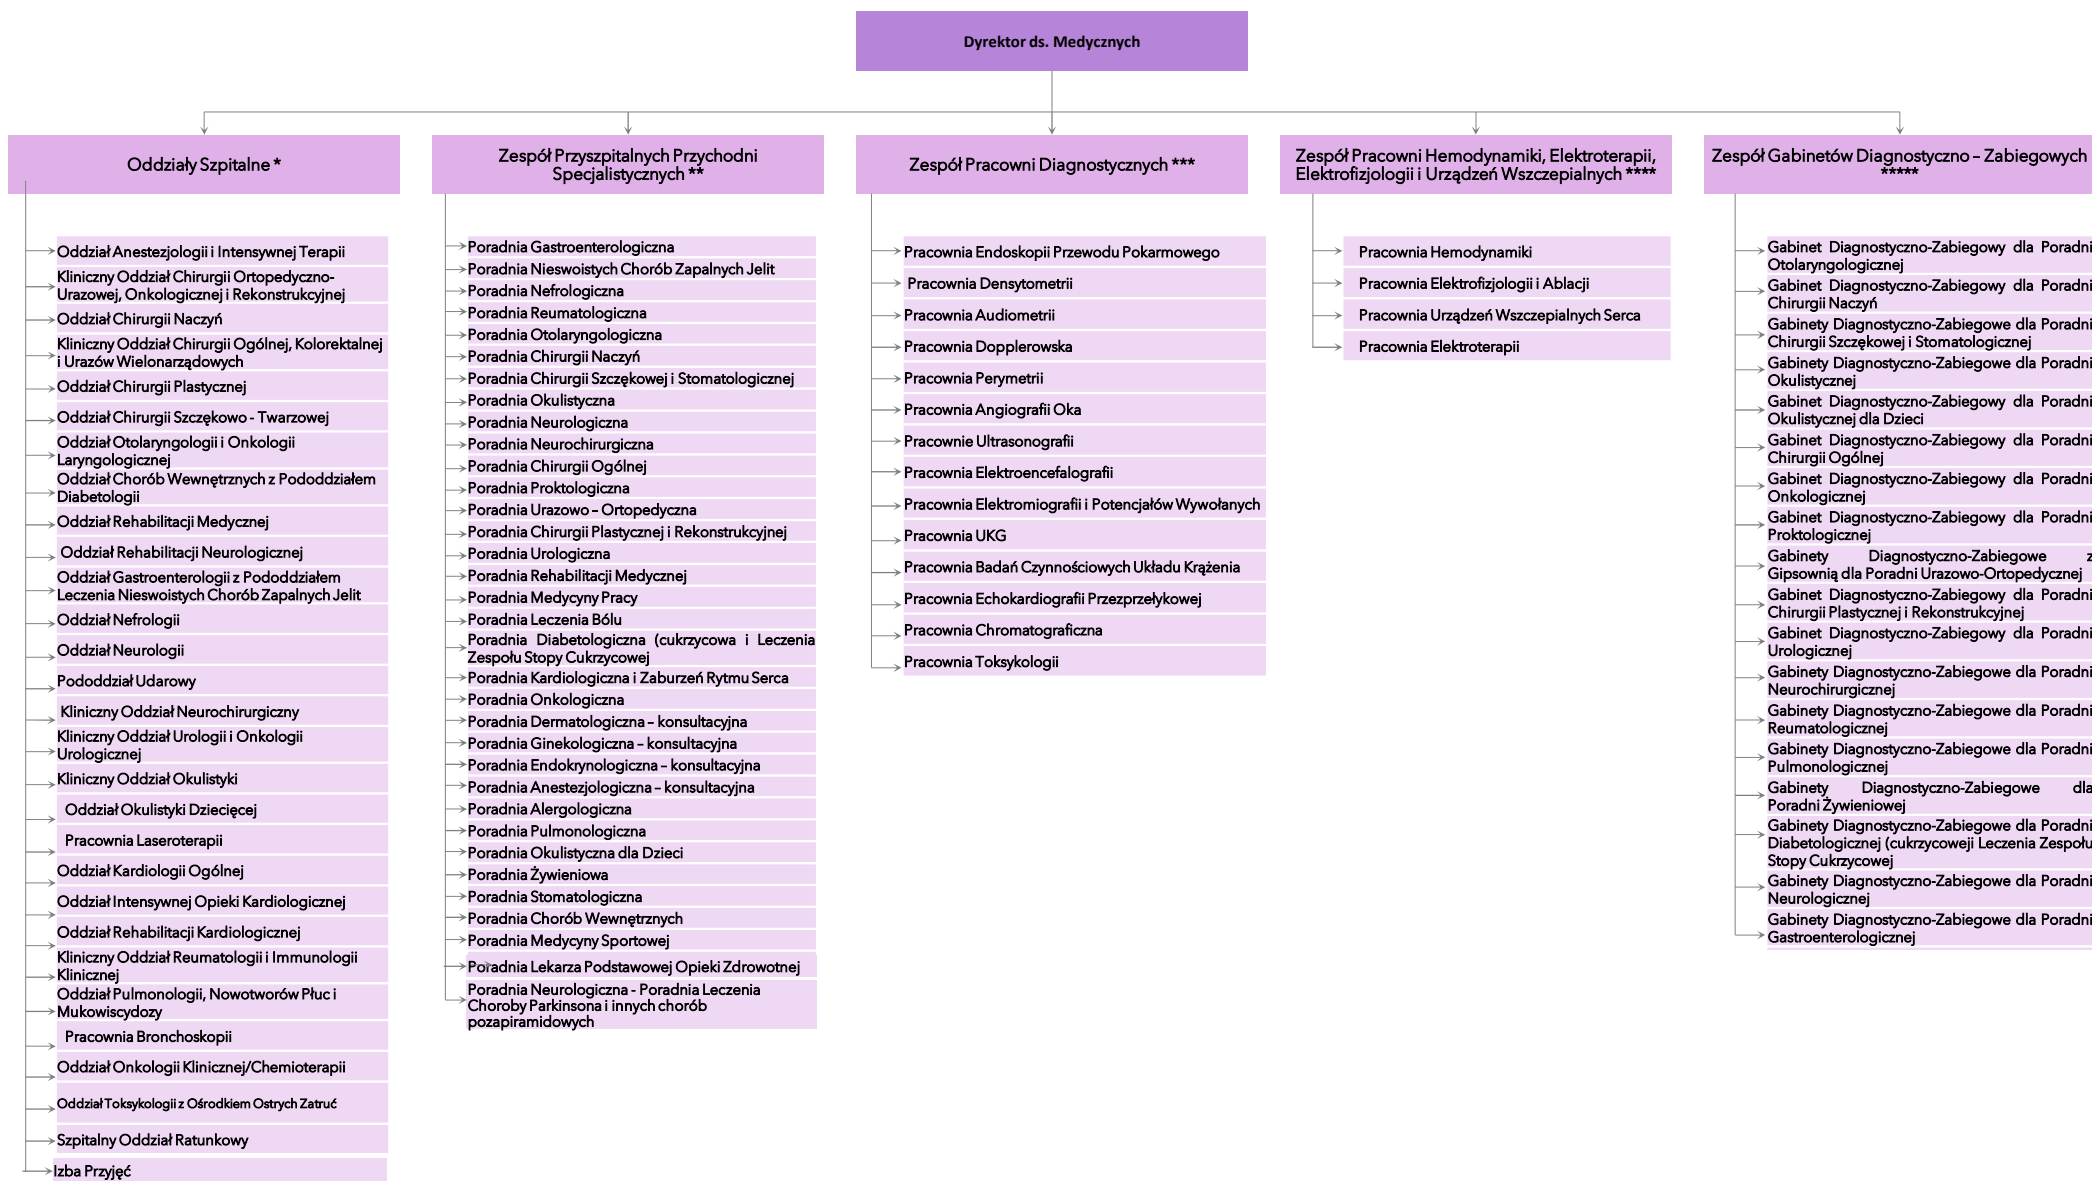 Dyrektor ds. Medycznych
Oddziały Szpitalne *
Oddział Anestezjologii i Intensywnej Terapii
Kliniczny Oddział Chirurgii Ortopedyczno-
Urazowej, Onkologicznej i Rekonstrukcyjnej
Oddział Chirurgii Naczyń
Kliniczny Oddział Chirurgii Ogólnej, Kolorektalnej
i Urazów Wielonarządowych
Oddział Chirurgii Plastycznej
Oddział Chirurgii Szczękowo - Twarzowej
Oddział Otolaryngologii i Onkologii
Laryngologicznej
Oddział Chorób Wewnętrznych z Pododdziałem
Diabetologii
Oddział Rehabilitacji Medycznej
Oddział Rehabilitacji Neurologicznej
Oddział Gastroenterologii z Pododdziałem
Leczenia Nieswoistych Chorób Zapalnych Jelit
Oddział Nefrologii
Oddział Neurologii
Pododdział Udarowy
Kliniczny Oddział Neurochirurgiczny
Kliniczny Oddział Urologii i Onkologii
Urologicznej
Kliniczny Oddział Okulistyki
Oddział Okulistyki Dziecięcej
Pracownia Laseroterapii
Oddział Kardiologii Ogólnej
Oddział Intensywnej Opieki Kardiologicznej
Oddział Rehabilitacji Kardiologicznej
Kliniczny Oddział Reumatologii i Immunologii
Klinicznej
Oddział Pulmonologii, Nowotworów Płuc i
Mukowiscydozy
Pracownia Bronchoskopii
Oddział Onkologii Klinicznej/Chemioterapii
Oddział Toksykologii z Ośrodkiem Ostrych Zatruć
Szpitalny Oddział Ratunkowy
Izba Przyjęć
Zespół Przyszpitalnych Przychodni
Specjalistycznych **
Poradnia Gastroenterologiczna
Poradnia Nieswoistych Chorób Zapalnych Jelit
Poradnia Nefrologiczna
Poradnia Reumatologiczna
Poradnia Otolaryngologiczna
Poradnia Chirurgii Naczyń
Poradnia Chirurgii Szczękowej i Stomatologicznej
Poradnia Okulistyczna
Poradnia Neurologiczna
Poradnia Neurochirurgiczna
Poradnia Chirurgii Ogólnej
Poradnia Proktologiczna
Poradnia Urazowo – Ortopedyczna
Poradnia Chirurgii Plastycznej i Rekonstrukcyjnej
Poradnia Urologiczna
Poradnia Rehabilitacji Medycznej
Poradnia Medycyny Pracy
Poradnia Leczenia Bólu
Poradnia Diabetologiczna (cukrzycowa i Leczenia
Zespołu Stopy Cukrzycowej
Poradnia Kardiologiczna i Zaburzeń Rytmu Serca
Poradnia Onkologiczna
Poradnia Dermatologiczna – konsultacyjna
Poradnia Ginekologiczna – konsultacyjna
Poradnia Endokrynologiczna – konsultacyjna
Poradnia Anestezjologiczna – konsultacyjna
Poradnia Alergologiczna
Poradnia Pulmonologiczna
Poradnia Okulistyczna dla Dzieci
Poradnia Żywieniowa
Poradnia Stomatologiczna
Poradnia Chorób Wewnętrznych
Poradnia Medycyny Sportowej
Poradnia Lekarza Podstawowej Opieki Zdrowotnej
Poradnia Neurologiczna - Poradnia Leczenia
Choroby Parkinsona i innych chorób
pozapiramidowych
Zespół Pracowni Diagnostycznych ***
Pracownia Endoskopii Przewodu Pokarmowego
Pracownia Densytometrii
Pracownia Audiometrii
Pracownia Dopplerowska
Pracownia Perymetrii
Pracownia Angiografii Oka
Pracownie Ultrasonografii
Pracownia Elektroencefalografii
Pracownia Elektromiografii i Potencjałów Wywołanych
Pracownia UKG
Pracownia Badań Czynnościowych Układu Krążenia
Pracownia Echokardiografii Przezprzełykowej
Pracownia Chromatograficzna
Pracownia Toksykologii
Zespół Pracowni Hemodynamiki, Elektroterapii,
Elektrofizjologii i Urządzeń Wszczepialnych ****
Pracownia Hemodynamiki
Pracownia Elektrofizjologii i Ablacji
Pracownia Urządzeń Wszczepialnych Serca
Pracownia Elektroterapii
Zespół Gabinetów Diagnostyczno – Zabiegowych
*****
Gabinet Diagnostyczno-Zabiegowy dla Poradni
Otolaryngologicznej
Gabinet Diagnostyczno-Zabiegowy dla Poradni
Chirurgii Naczyń
Gabinety Diagnostyczno-Zabiegowe dla Poradni
Chirurgii Szczękowej i Stomatologicznej
Gabinety Diagnostyczno-Zabiegowe dla Poradni
Okulistycznej
Gabinet Diagnostyczno-Zabiegowy dla Poradni
Okulistycznej dla Dzieci
Gabinet Diagnostyczno-Zabiegowy dla Poradni
Chirurgii Ogólnej
Gabinet Diagnostyczno-Zabiegowy dla Poradni
Onkologicznej
Gabinet Diagnostyczno-Zabiegowy dla Poradni
Proktologicznej
Gabinety Diagnostyczno-Zabiegowe z
Gipsownią dla Poradni Urazowo-Ortopedycznej
Gabinet Diagnostyczno-Zabiegowy dla Poradni
Chirurgii Plastycznej i Rekonstrukcyjnej
Gabinet Diagnostyczno-Zabiegowy dla Poradni
Urologicznej
Gabinety Diagnostyczno-Zabiegowe dla Poradni
Neurochirurgicznej
Gabinety Diagnostyczno-Zabiegowe dla Poradni
Reumatologicznej
Gabinety Diagnostyczno-Zabiegowe dla Poradni
Pulmonologicznej
Gabinety Diagnostyczno-Zabiegowe dla
Poradni Żywieniowej
Gabinety Diagnostyczno-Zabiegowe dla Poradni
Diabetologicznej (cukrzycoweji Leczenia Zespołu
Stopy Cukrzycowej
Gabinety Diagnostyczno-Zabiegowe dla Poradni
Neurologicznej
Gabinety Diagnostyczno-Zabiegowe dla Poradni
Gastroenterologicznej